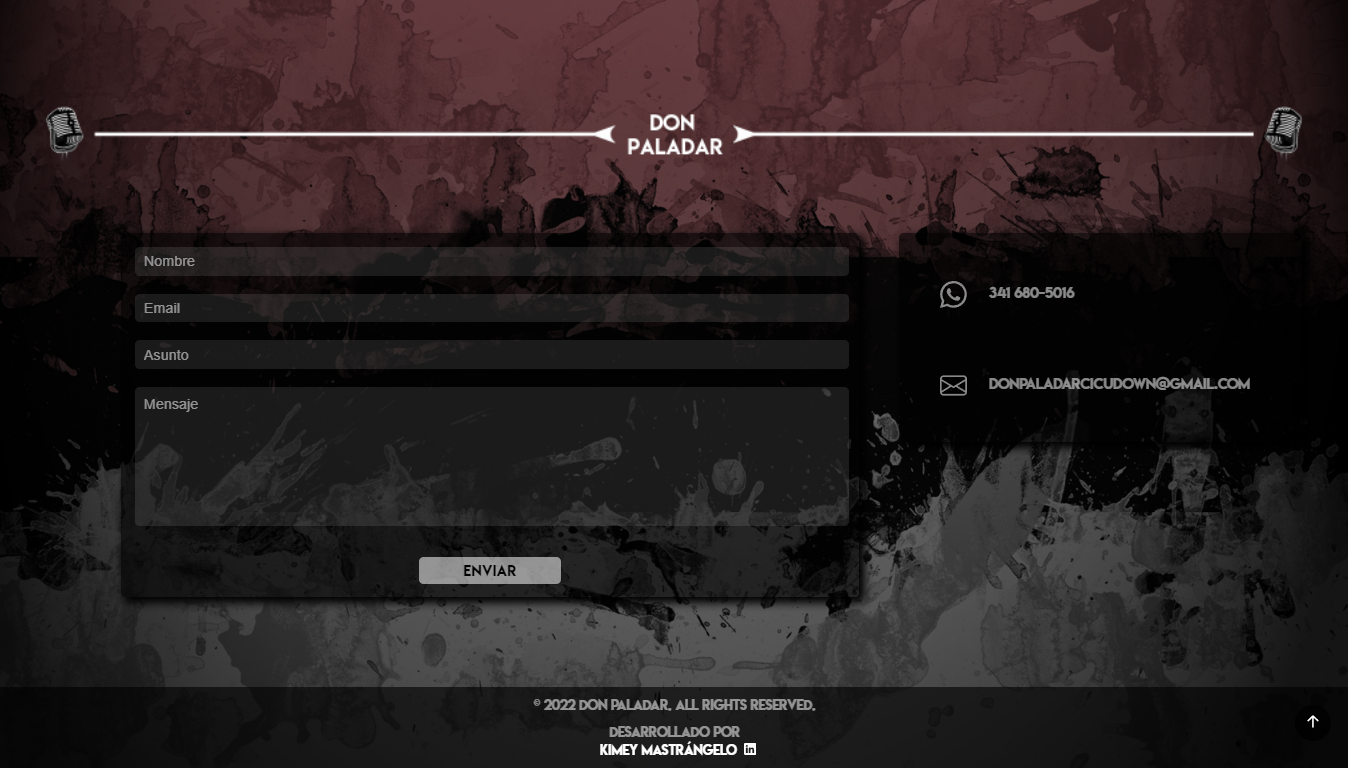 DON
PALADAR
Nombre
Email
Asunto
Mensaje
ENVIAR
341 680-5016
DONPALADARCICUDOWN@GMAIL.COM
© 2022 DON PALADAR. ALL RIGHTS RESERVED.
DESARROLLADO POR
KIMEY MASTRÁNGELO